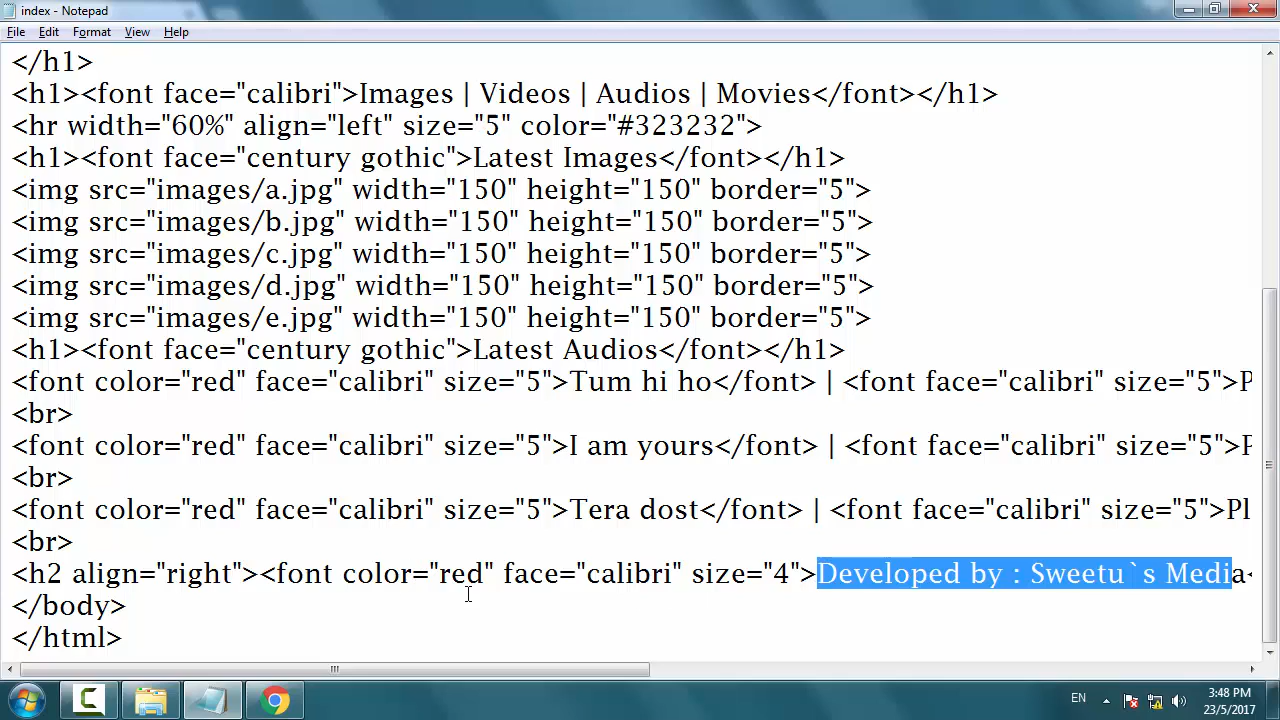 index - Notepad
File Edit Format View Help
</h1>
<h1><font face="calibri">Images | Videos | Audios | Movies</font></h1>
<hr width="60%" align="left" size="5" color="#323232">
<h1><font face="century gothic">Latest Images</font></h1>
<img src="images/a.jpg" width="150" height="150" border="5">
<img src="images/b.jpg" width="150" height="150" border="5">
<img src="images/c.jpg" width="150" height="150" border="5">
<img src="images/d.jpg" width="150" height="150" border="5">
<img src="images/e.jpg" width="150" height="150" border="5">
<h1><font face="century gothic">Latest Audios</font></h1>
<font color="red" face="calibri" size="5">Tum hi ho</font> | <font face="calibri" size="5">P
<br>
<font color="red" face="calibri" size="5">I am yours</font> | <font face="calibri" size="5">P
<br>
<font color="red" face="calibri" size="5">Tera dost</font> | <font face="calibri" size="5">Pl
<br>
<h2 align="right"><font color="red" face="calibri" size="4">Developed by : Sweetu`s Media<
</body>
</html>
EN
3:48 PM
23/5/2017